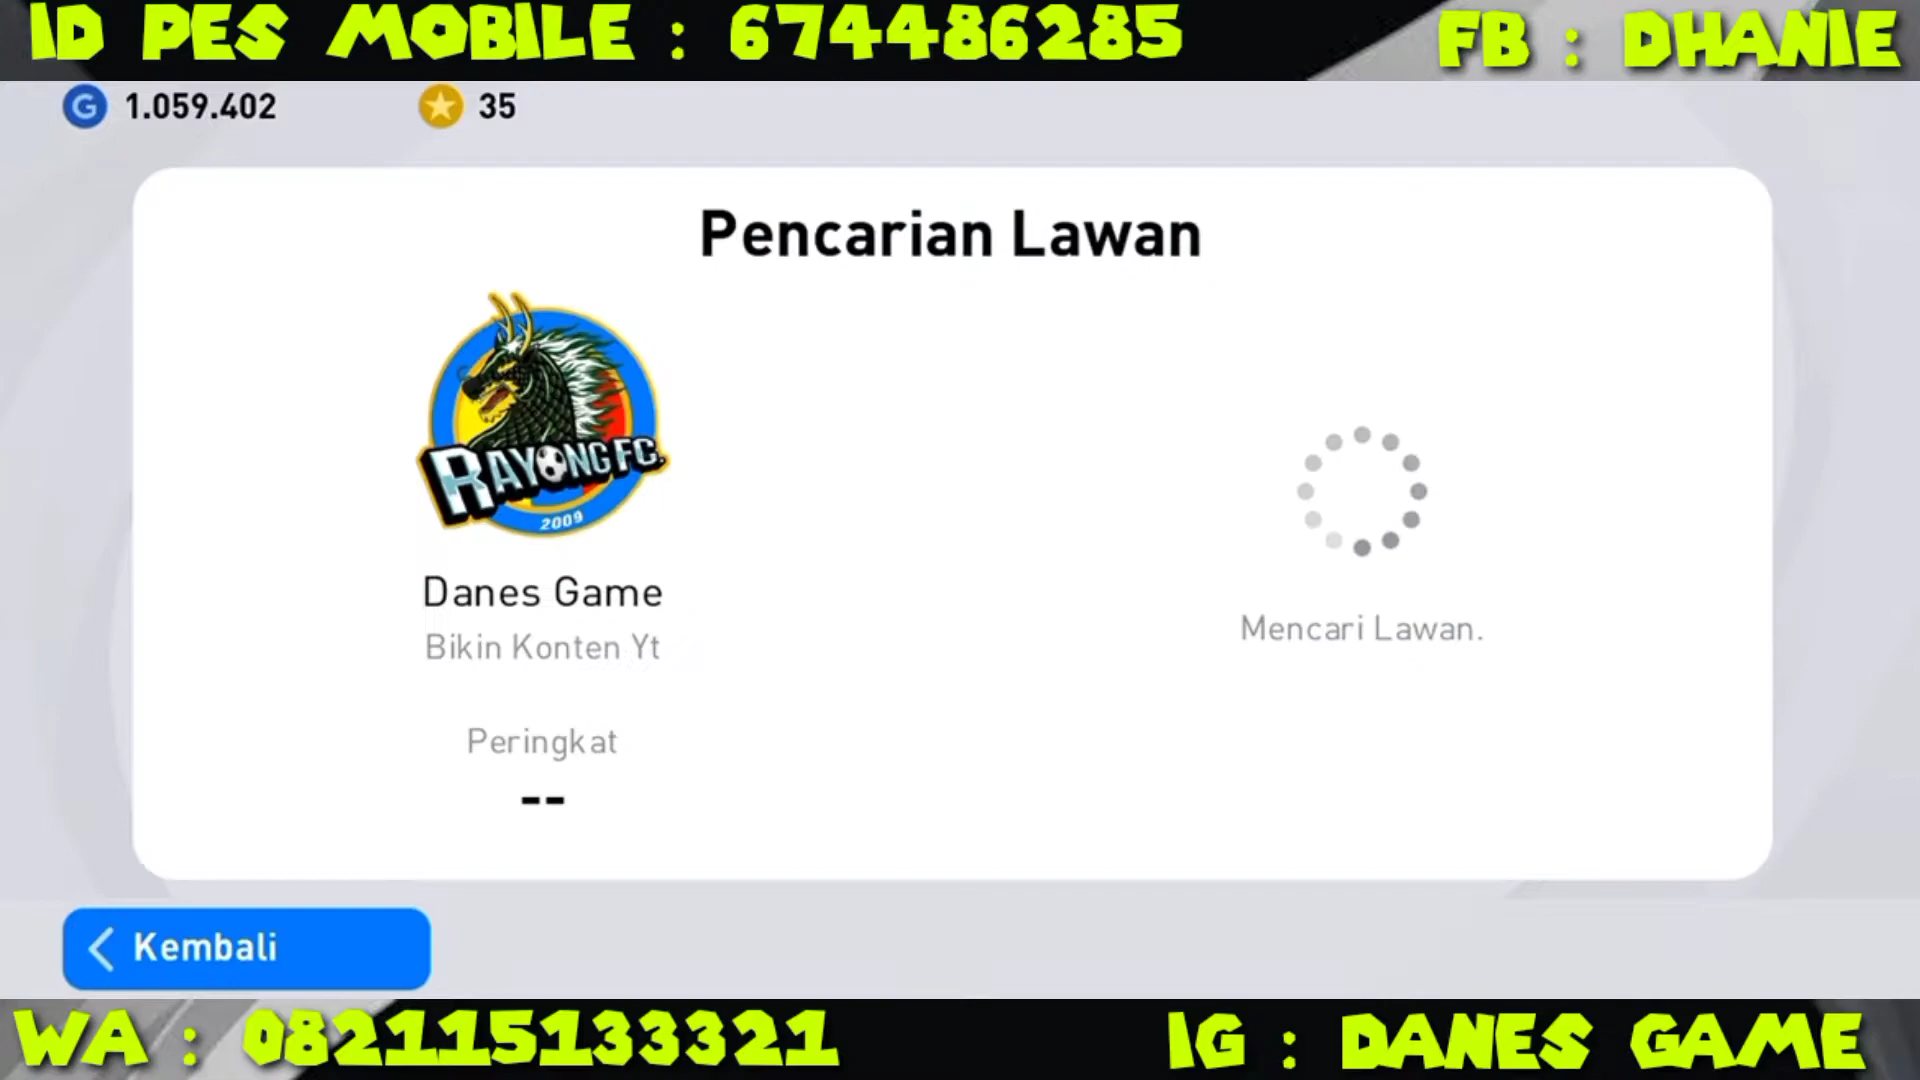 ID PES MOBILE : 674486285
FB : DHANIE
G 1.059.402
35
Pencarian Lawan
RAYONG FC.
2009
Danes Game
Bikin Konten Yt
Mencari Lawan.
Peringkat
--
Kembali
WA : 082115133321
IG : DANES GAME